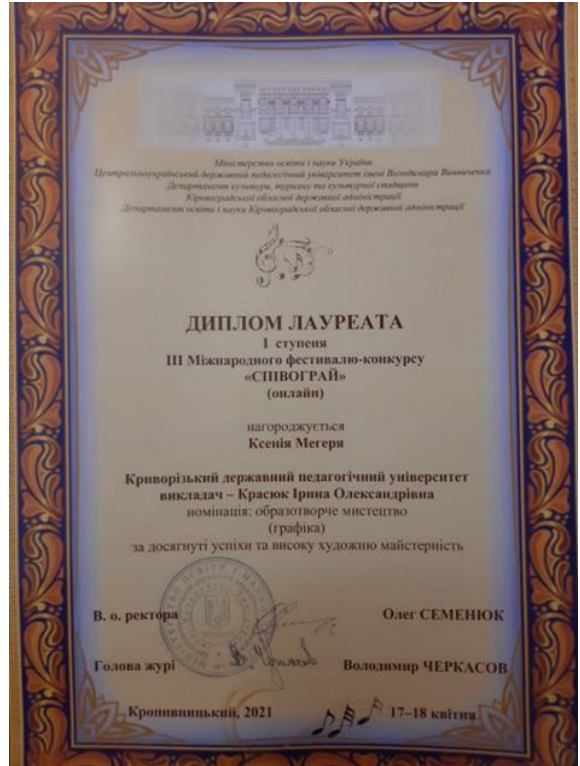 Міністерство освіти і науки України
Центральноукраїнський державний педагогічний університет імені Володимира Винниченка
Департамент культури, туризму та культурної спадщини
Кіровоградської обласної державної адміністрації
Департамент освіти і науки Кіровоградської обласної державної адміністрації
ДИПЛОМ ЛАУРЕАТА
І ступеня
ІІІ Міжнародного фестивалю-конкурсу
«СПІВОГРАЙ»
(онлайн)
нагороджується
Ксенія Мегеря
Криворізький державний педагогічний університет
викладач – Красюк Ірина Олександрівна
номінація: образотворче мистецтво
(графіка)
за досягнуті успіхи та високу художню майстерність
В. о. ректора Олег СЕМЕНЮК
Голова журі Володимир ЧЕРКАСОВ
Кропивницький, 2021 17–18 квітня